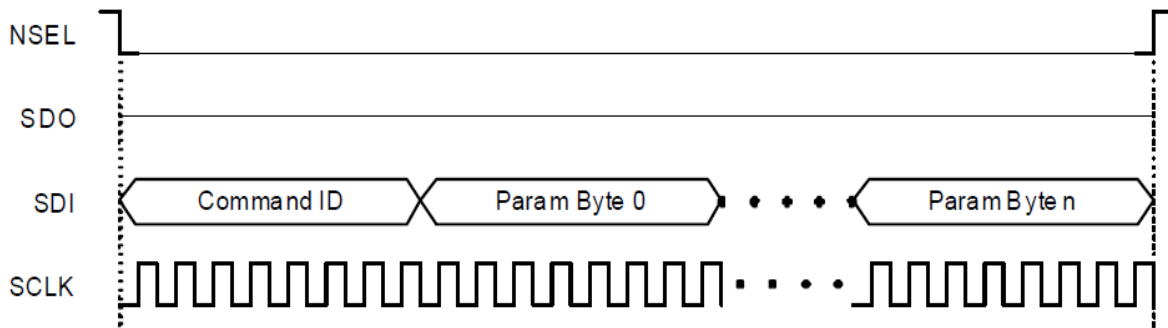 NSEL
SDO
SDI Command ID Param Byte 0 Param Byte n
SCLK